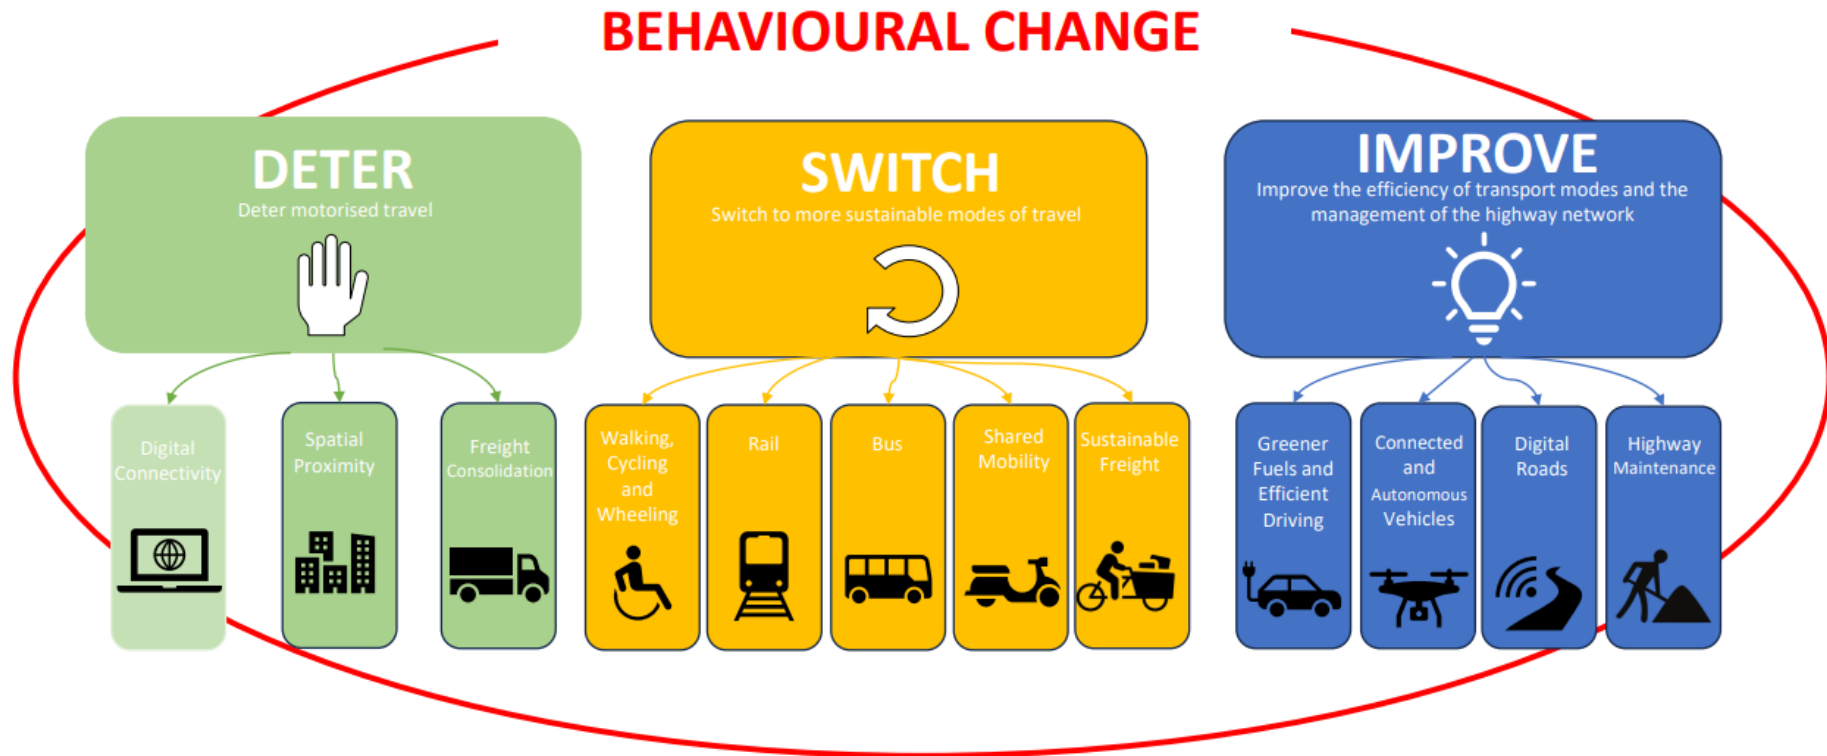 BEHAVIOURAL CHANGE
DETER
Deter motorised travel
SWITCH
Switch to more sustainable modes of travel
IMPROVE
Improve the efficiency of transport modes and the
management of the highway network
Digital
Connectivity
Spatial
Proximity
Freight
Consolidation
Walking,
Cycling
and
Wheeling
Rail
Bus
Shared
Mobility
Sustainable
Freight
Greener
Fuels and
Efficient
Driving
Connected
and
Autonomous
Vehicles
Digital
Roads
Highway
Maintenance